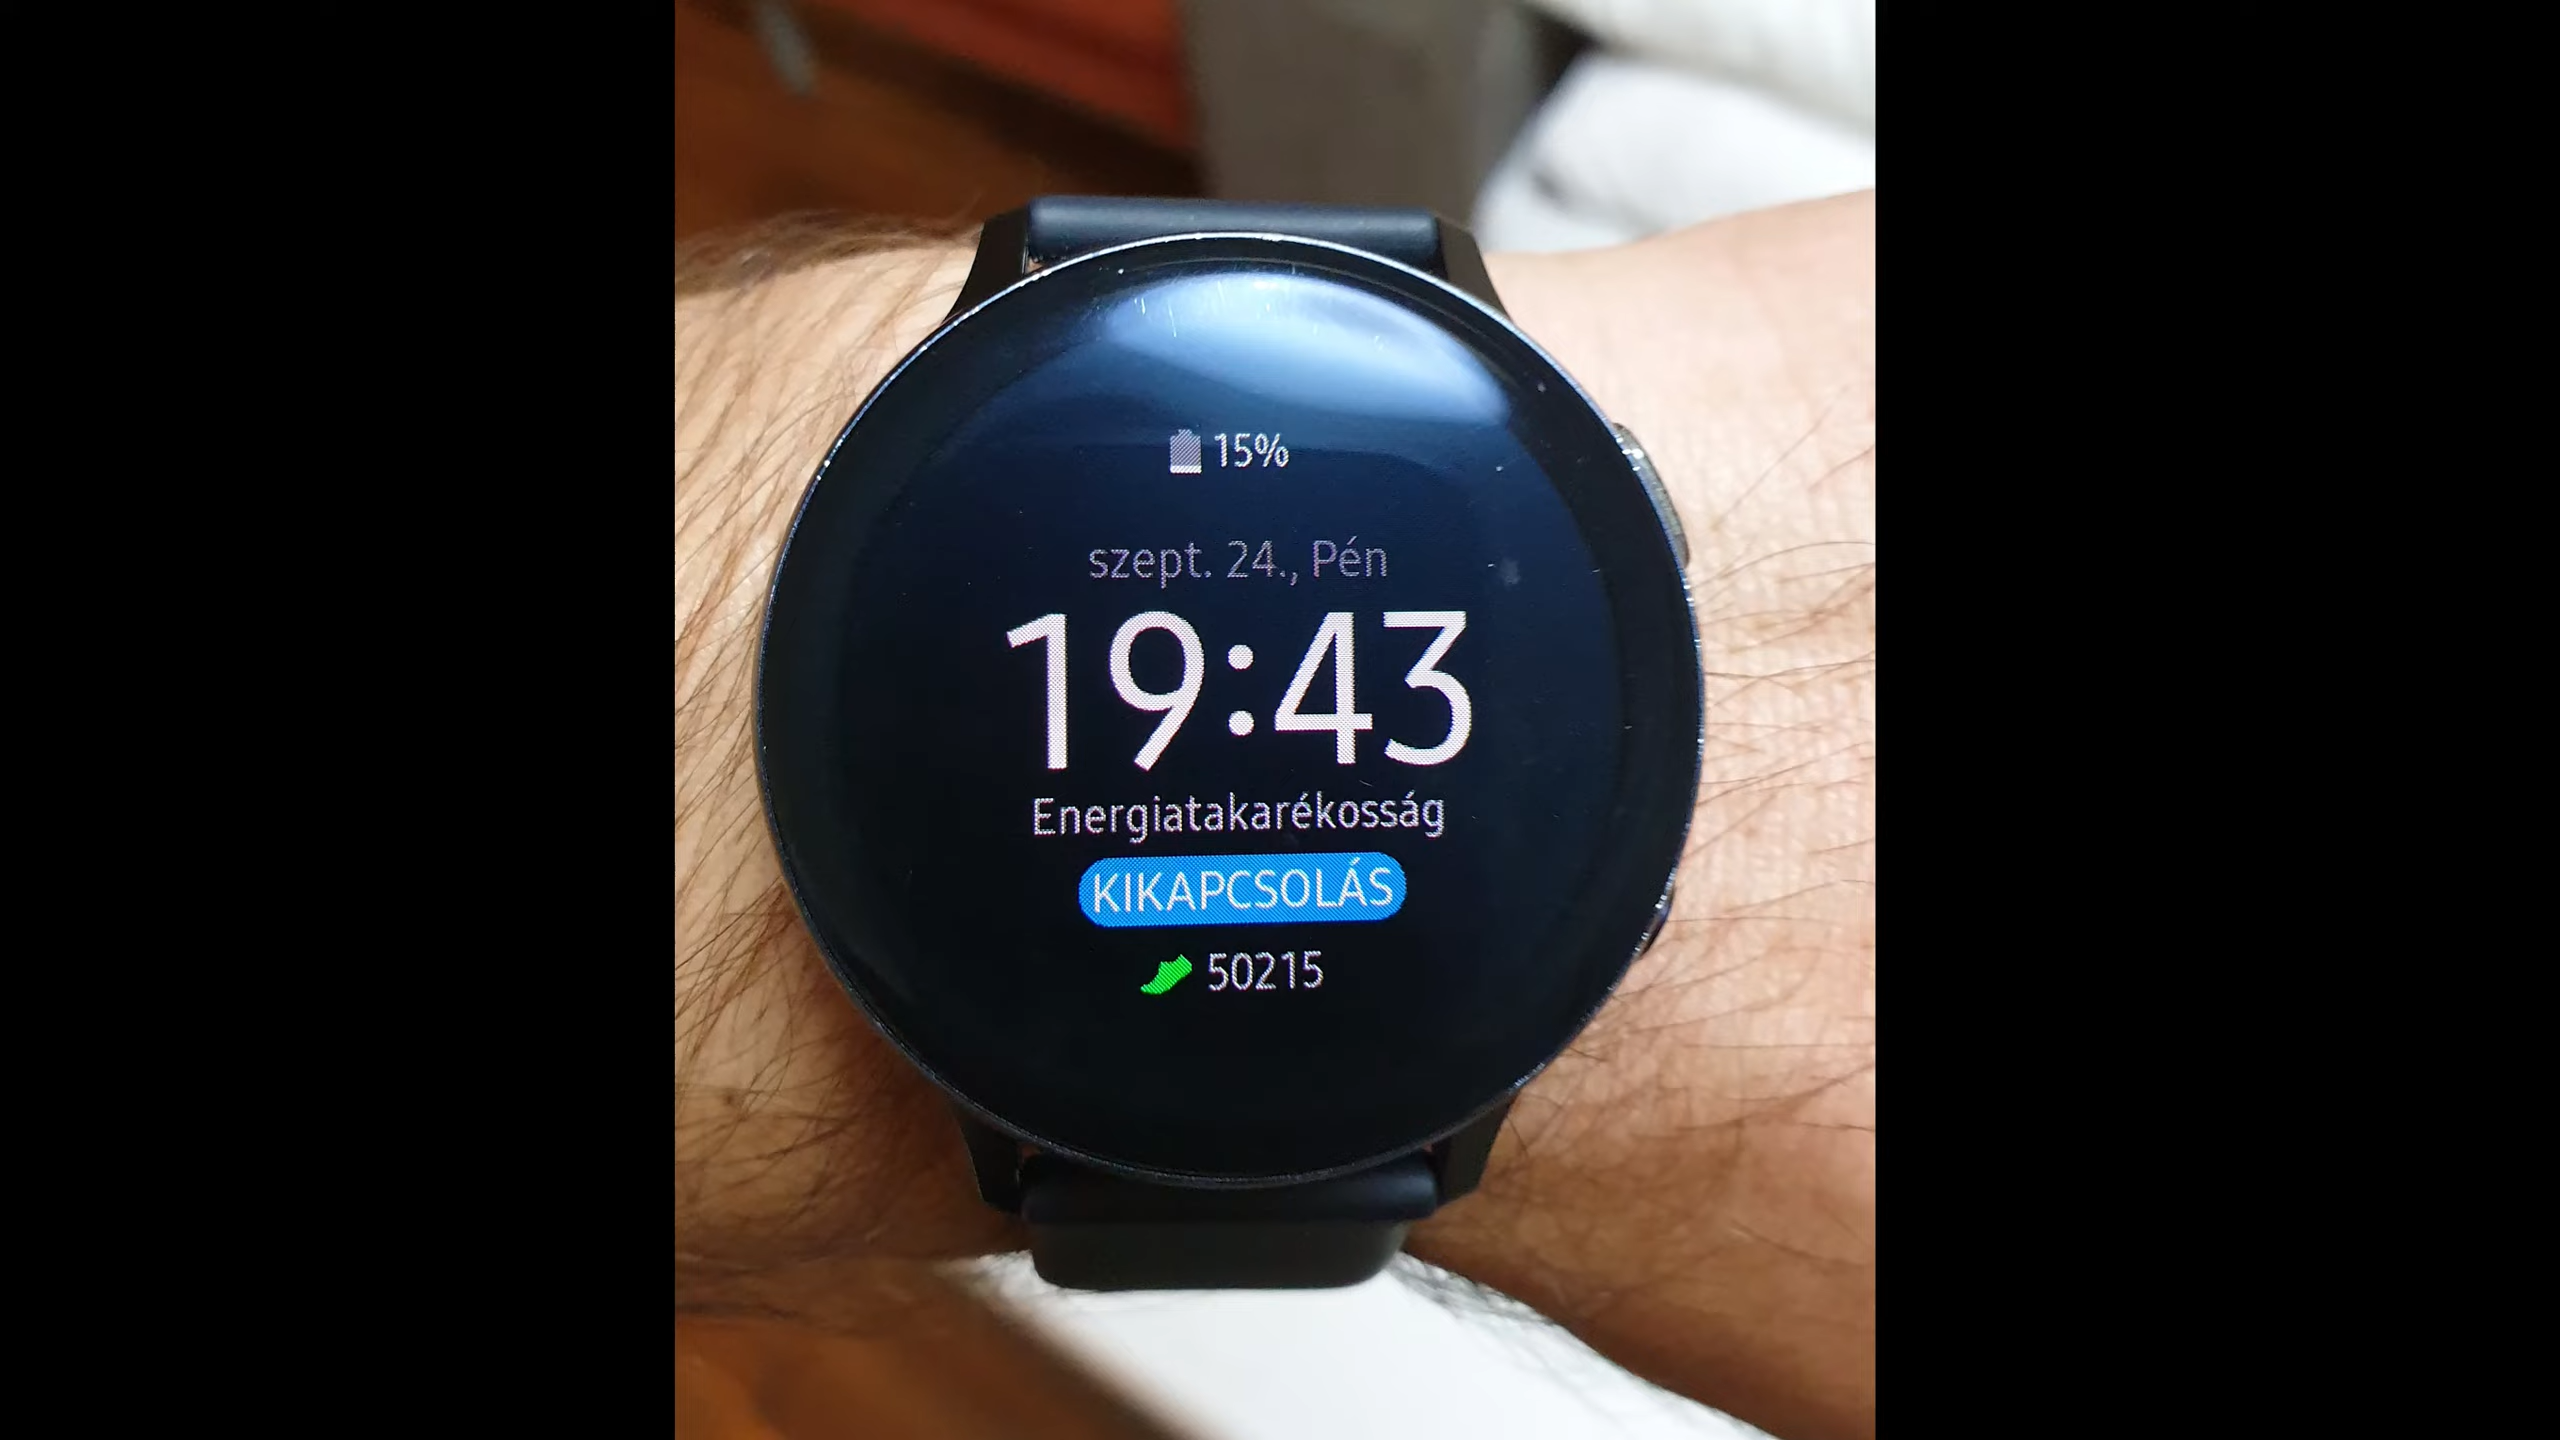 15%
szept. 24., Pén
19:43
Energiatakarékosság
KIKAPCSOLÁS
50215